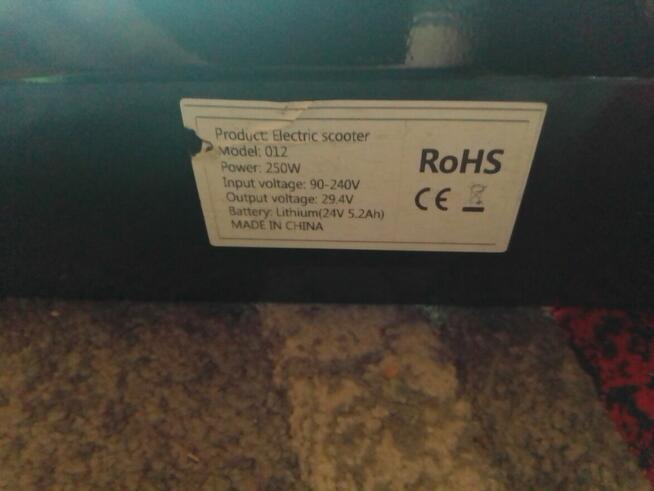 Product: Electric scooter
Model: 012
Power: 250W
Input voltage: 90-240V
Output voltage: 29.4V
Battery: Lithium(24V 5.2Ah)
MADE IN CHINA
RoHS
CE